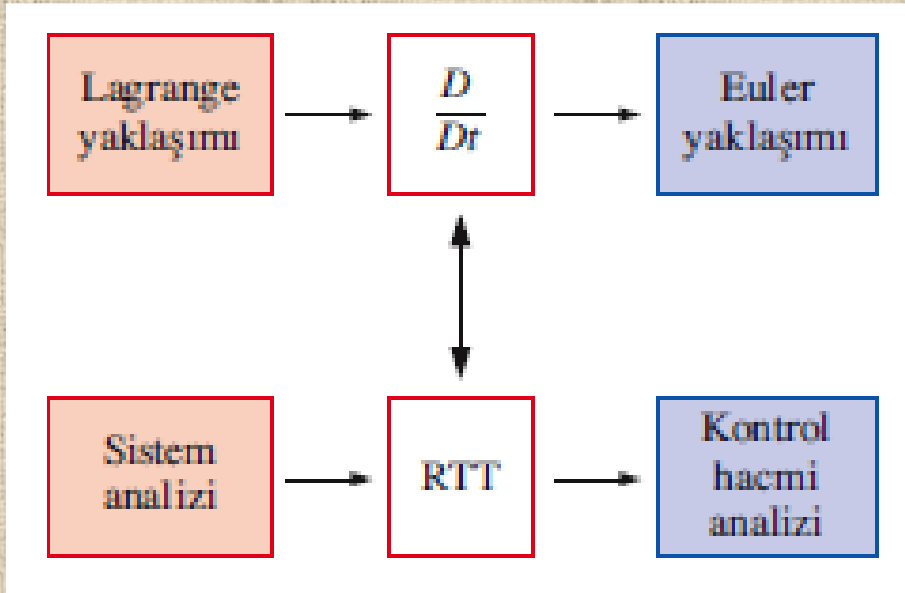 Lagrange
yaklaşımı
D
Dt
Euler
yaklaşımı
Sistem
analizi
RTT
Kontrol
hacmi
analizi